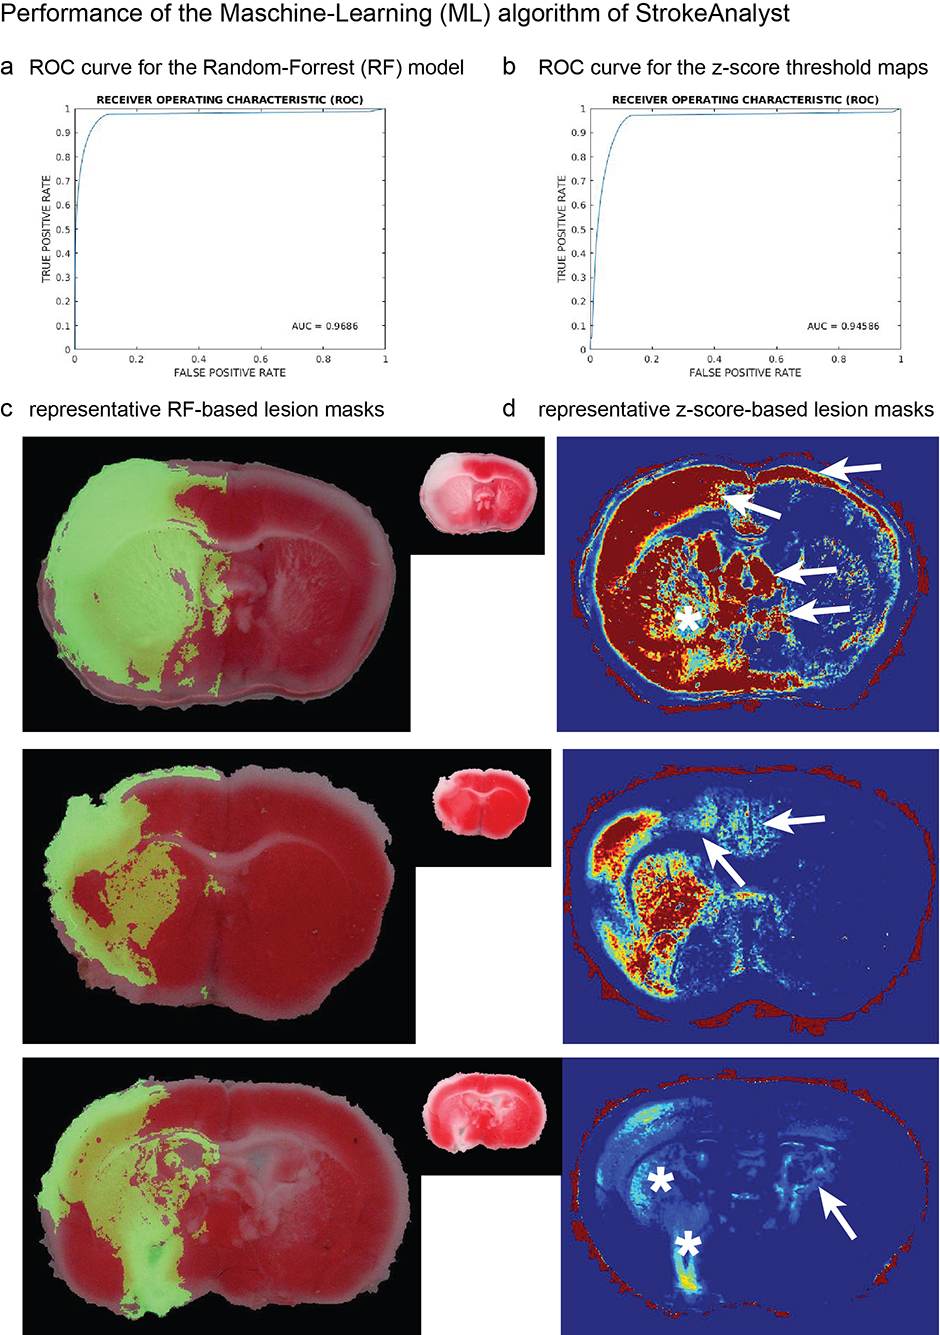 Performance of the Maschine-Learning (ML) algorithm of StrokeAnalyst
a ROC curve for the Random-Forrest (RF) model
RECEIVER OPERATING CHARACTERISTIC (ROC)
1
0.9
0.8
0.7
0.6
0.5
0.4
0.3
0.2
0.1
0
TRUE POSITIVE RATE
AUC = 0.9686
0 0.2 0.4 0.6 0.8 1
FALSE POSITIVE RATE
b ROC curve for the z-score threshold maps
RECEIVER OPERATING CHARACTERISTIC (ROC)
1
0.9
0.8
0.7
0.6
0.5
0.4
0.3
0.2
0.1
0
TRUE POSITIVE RATE
AUC = 0.94586
0 0.2 0.4 0.6 0.8 1
FALSE POSITIVE RATE
c representative RF-based lesion masks
d representative z-score-based lesion masks
*
*
*